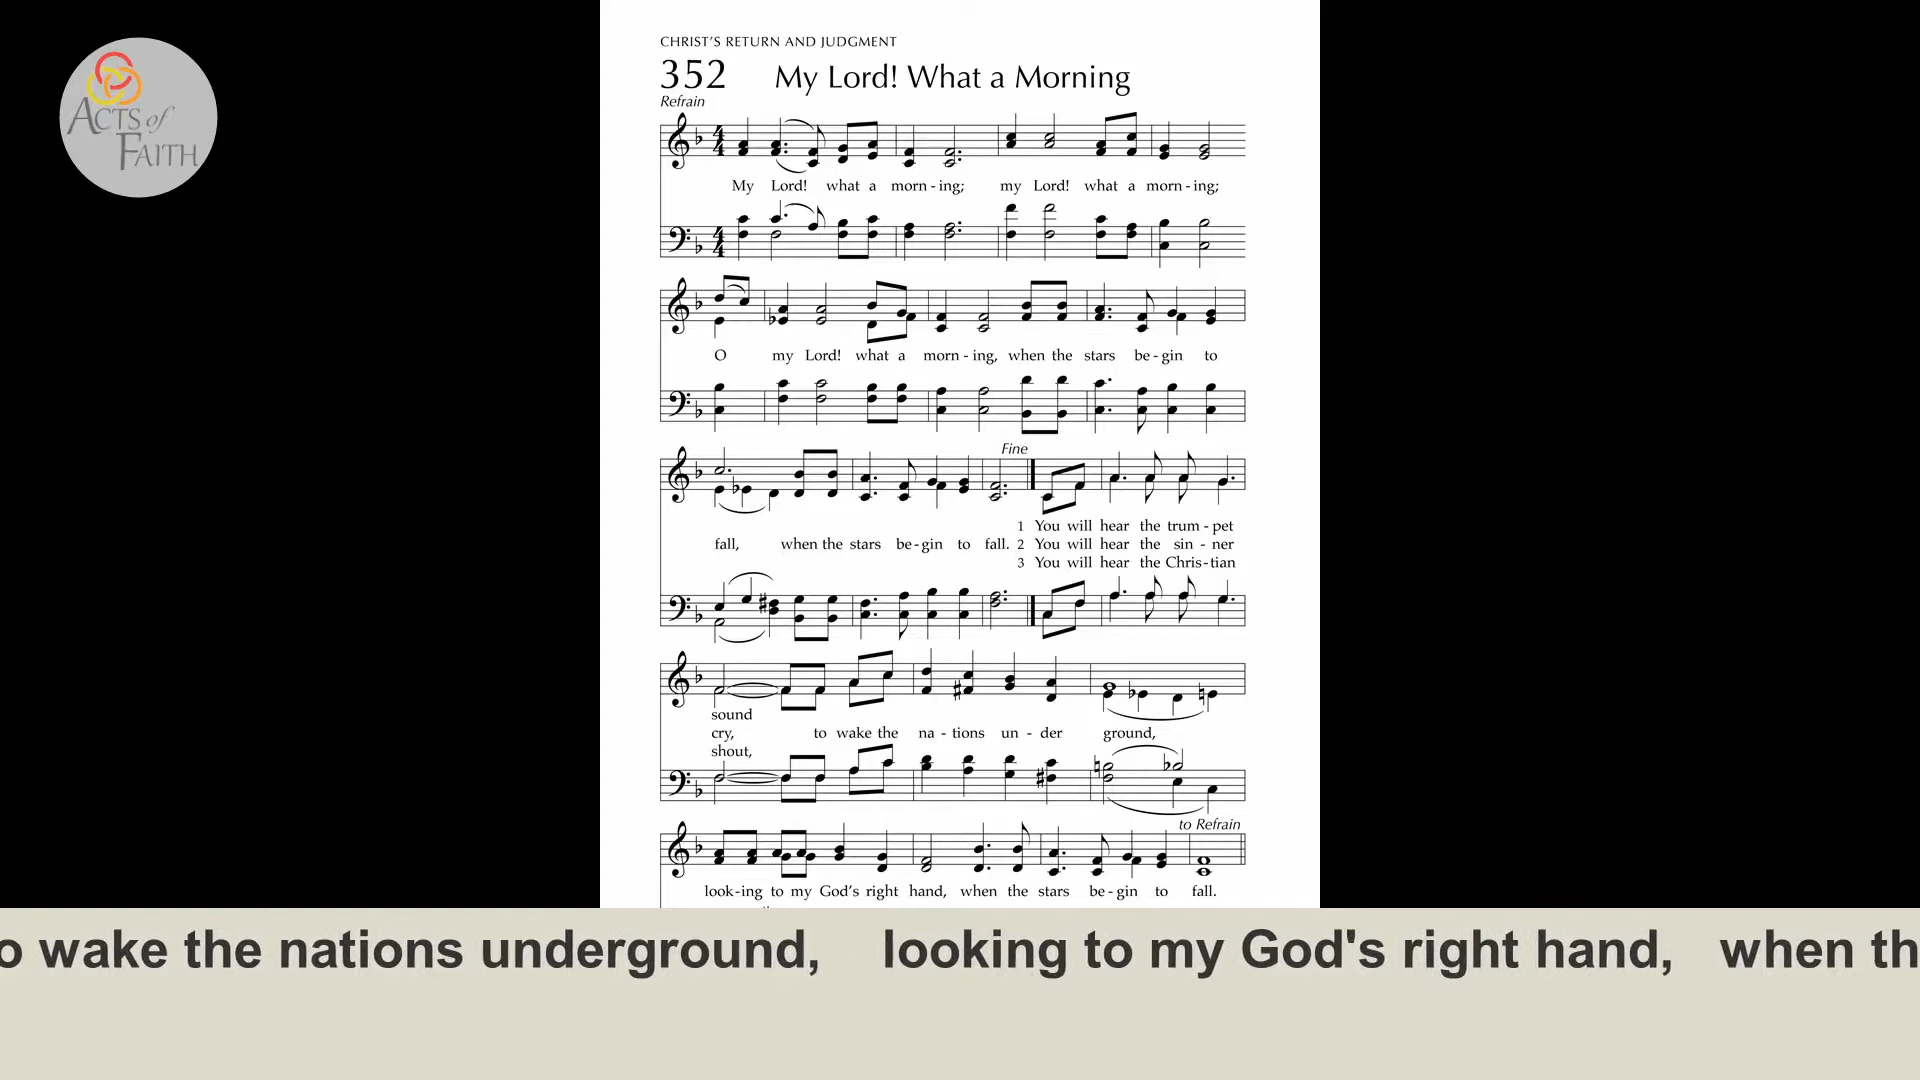 ACTS of
FAITH
CHRIST'S RETURN AND JUDGMENT
352 My Lord! What a Morning
Refrain
My Lord! what a morn - ing; my Lord! what a morn - ing;
O my Lord! what a morn - ing, when the stars be - gin to
Fine
1 You will hear the trum - pet
fall, when the stars be - gin to fall. 2 You will hear the sin - ner
3 You will hear the Chris - tian
sound
cry, to wake the na - tions un - der ground,
shout,
to Refrain
look - ing to my God's right hand, when the stars be - gin to fall.
o wake the nations underground, looking to my God's right hand, when th